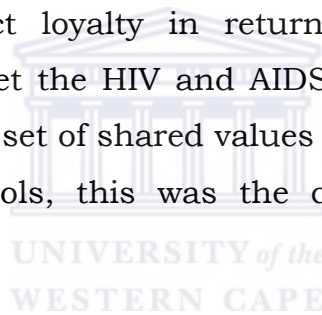 ct loyalty in return
et the HIV and AIDS
set of shared values
ols, this was the c
UNIVERSITY of the
WESTERN CAPE